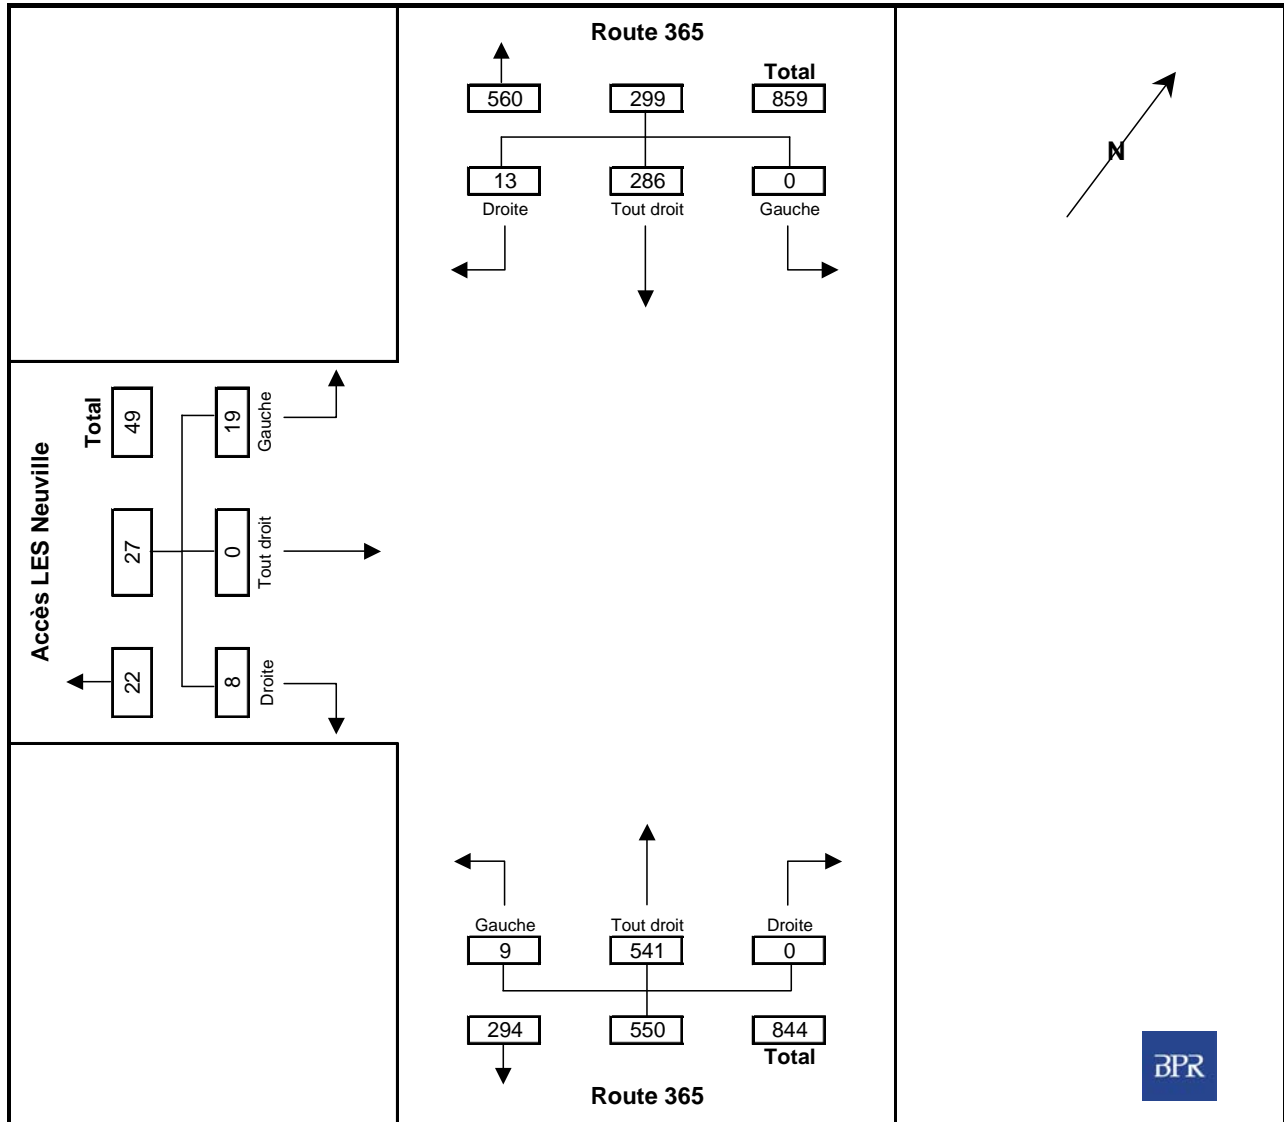 Route 365
Total
560 299 859
13 286 0
Droite Tout droit Gauche
N
Accès LES Neuville
Total
49
27
22
19
Gauche
0
Tout droit
8
Droite
Gauche Tout droit Droite
9 541 0
294 550 844
Total
Route 365
BPR